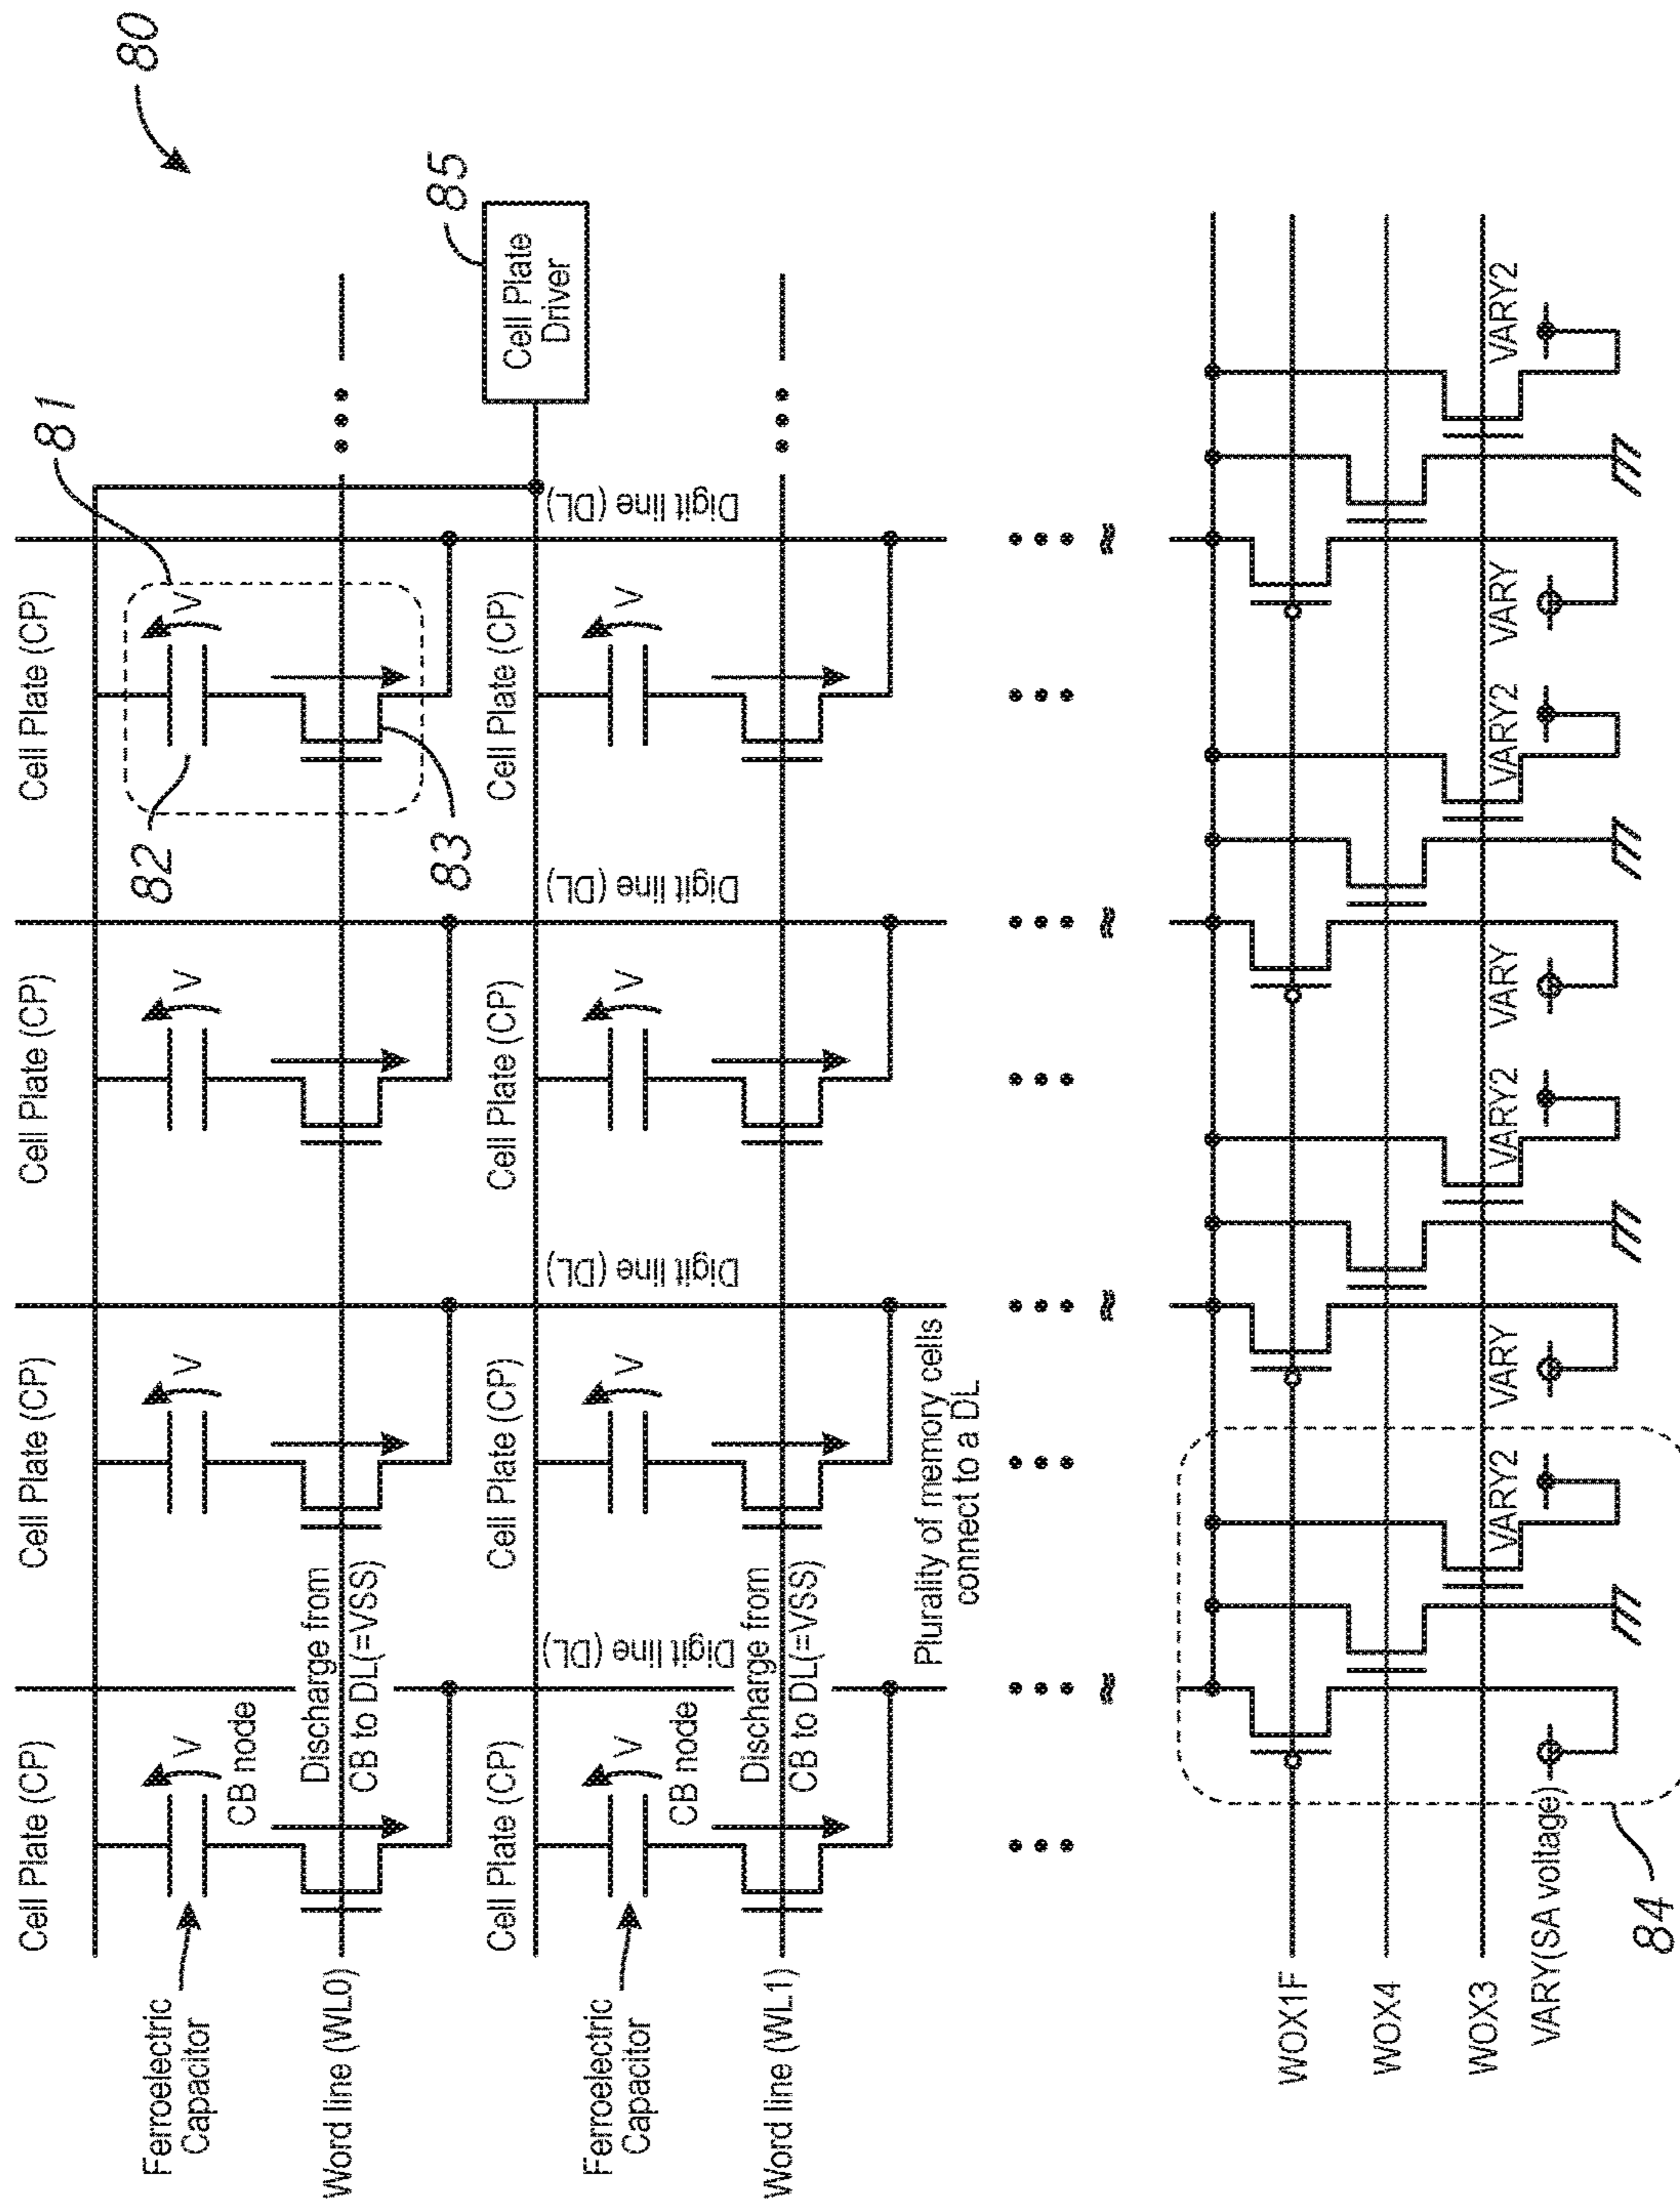 80
Cell Plate (CP)
Cell Plate (CP)
Cell Plate (CP)
Cell Plate (CP)
81
Ferroelectric
Capacitor
V
V
V
V
82
CB node
Word line (WL0)
Discharge from
CB to DL(=VSS)
83
85
Cell Plate
Driver
Cell Plate (CP)
Cell Plate (CP)
Cell Plate (CP)
Cell Plate (CP)
Digit line (DL)
Digit line (DL)
Digit line (DL)
Digit line (DL)
Ferroelectric
Capacitor
V
V
V
V
CB node
Word line (WL1)
Discharge from
CB to DL(=VSS)
Plurality of memory cells
connect to a DL
WOX1F
WOX4
WOX3
VARY(SA voltage)
VARY2
VARY
VARY2
VARY
VARY2
VARY
VARY2
84